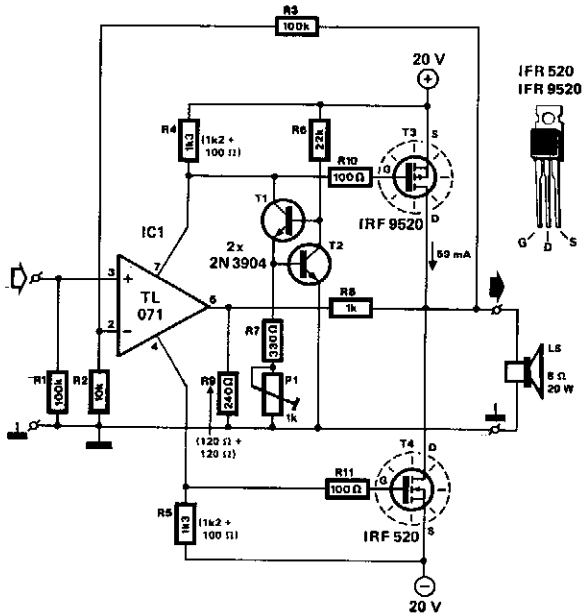 R3
100k
20 V
+
IFR 520
IFR 9520
R4
1k3
(1k2 +
100 Ω)
R6
22k
R10
100Ω
T3
S
G
D
IRF 9520
T1
T2
2x
2N 3904
IC1
7
3
+
TL
071
2
−
4
6
59 mA
R8
1k
G D S
R7
330Ω
P1
1k
R1
100k
R2
10k
R9
240Ω
(120 Ω +
120 Ω)
LS
8 Ω
20 W
T4
D
G
S
R11
100Ω
IRF 520
R5
1k3
(1k2 +
100 Ω)
−
20 V